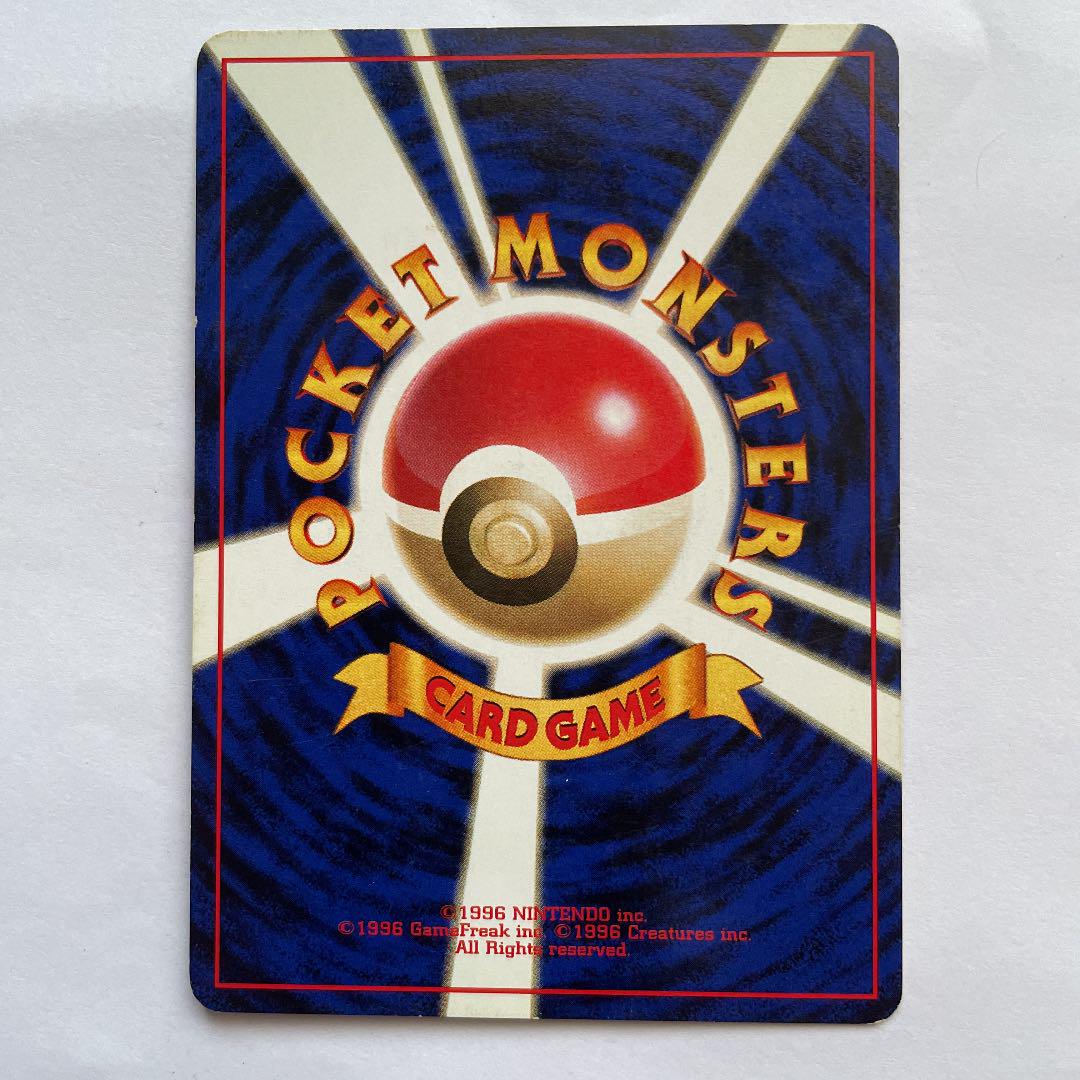 POCKET MONSTERS
CARD GAME
©1996 NINTENDO inc.
©1996 GameFreak inc. ©1996 Creatures inc.
All Rights reserved.